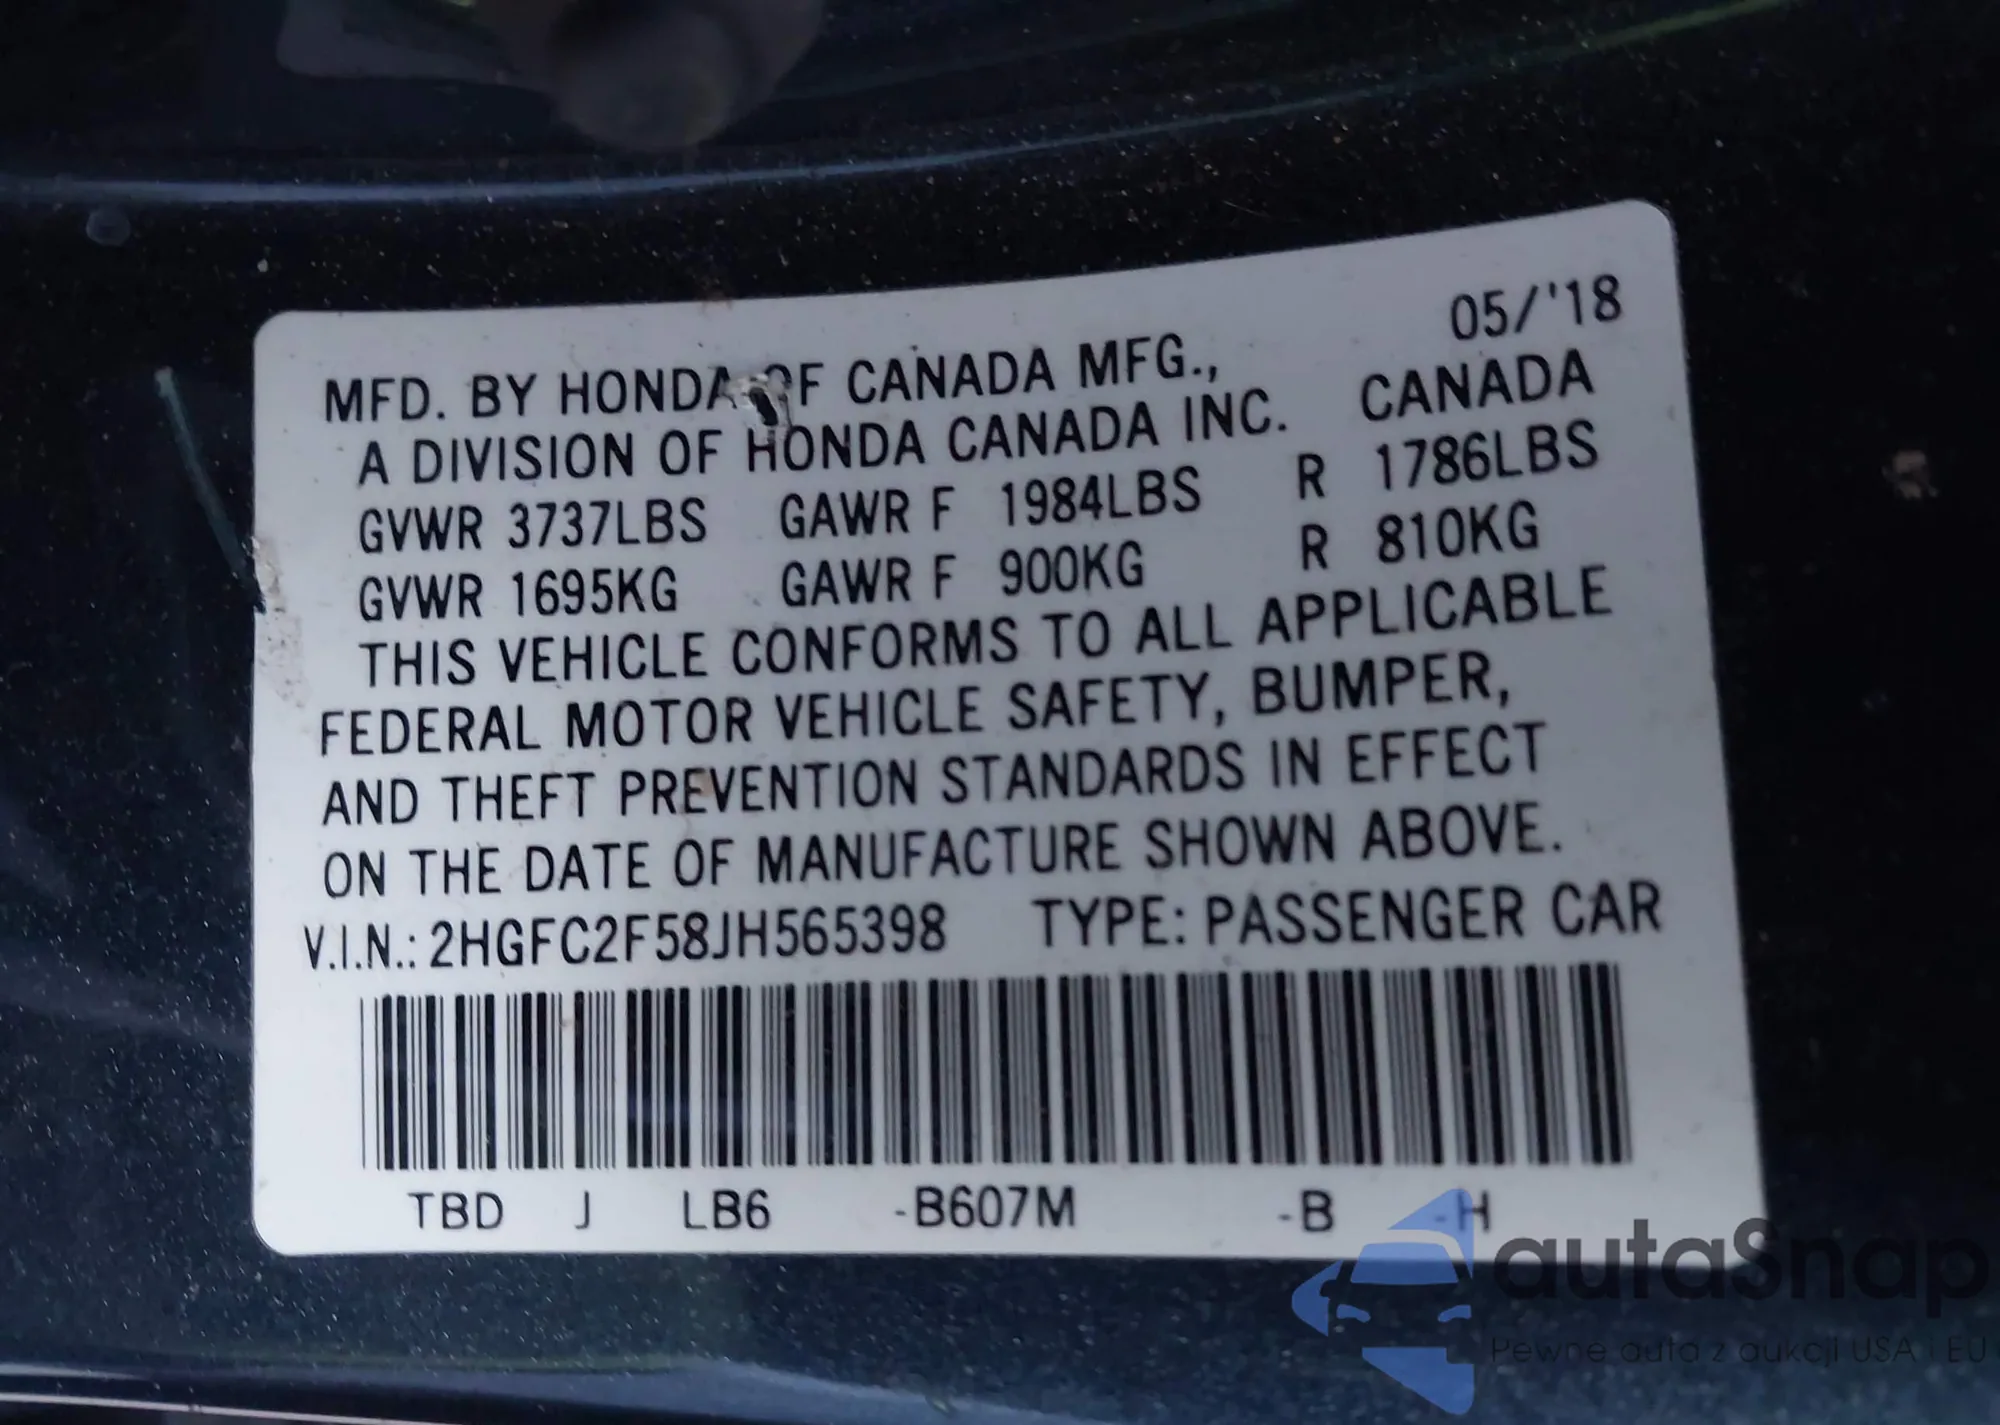 05/'18
MFD. BY HONDA OF CANADA MFG.,
A DIVISION OF HONDA CANADA INC. CANADA
GVWR 3737LBS GAWR F 1984LBS R 1786LBS
GVWR 1695KG GAWR F 900KG R 810KG
THIS VEHICLE CONFORMS TO ALL APPLICABLE
FEDERAL MOTOR VEHICLE SAFETY, BUMPER,
AND THEFT PREVENTION STANDARDS IN EFFECT
ON THE DATE OF MANUFACTURE SHOWN ABOVE.
V.I.N.: 2HGFC2F58JH565398 TYPE: PASSENGER CAR
TBD J LB6 -B607M -B -H
autaSnap
Pewne auta z aukcji USA i EU